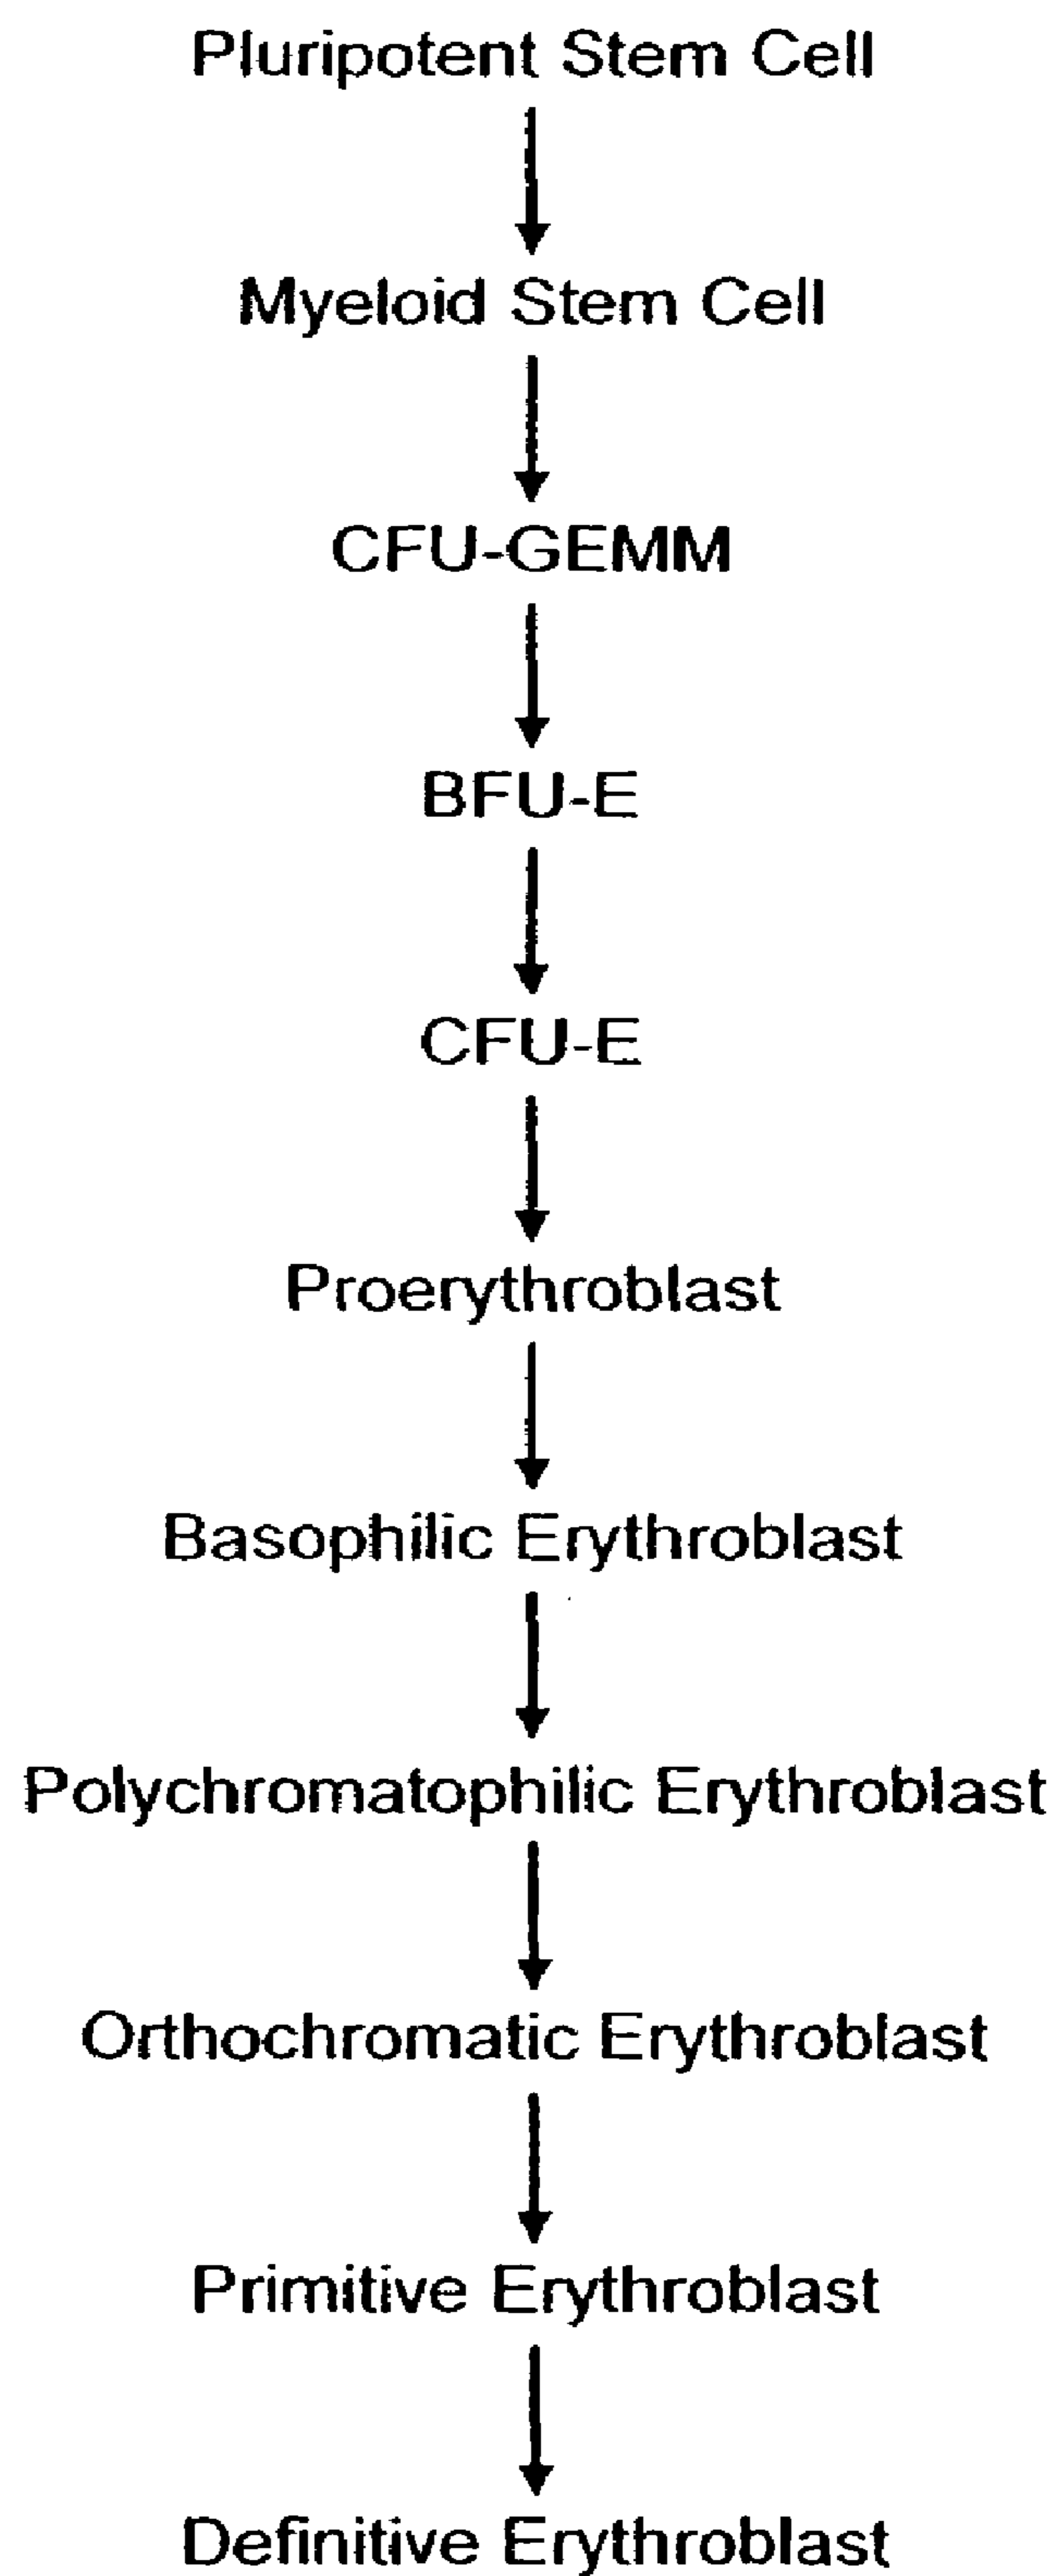 Pluripotent Stem Cell
Myeloid Stem Cell
CFU-GEMM
BFU-E
CFU-E
Proerythroblast
Basophilic Erythroblast
Polychromatophilic Erythroblast
Orthochromatic Erythroblast
Primitive Erythroblast
Definitive Erythroblast